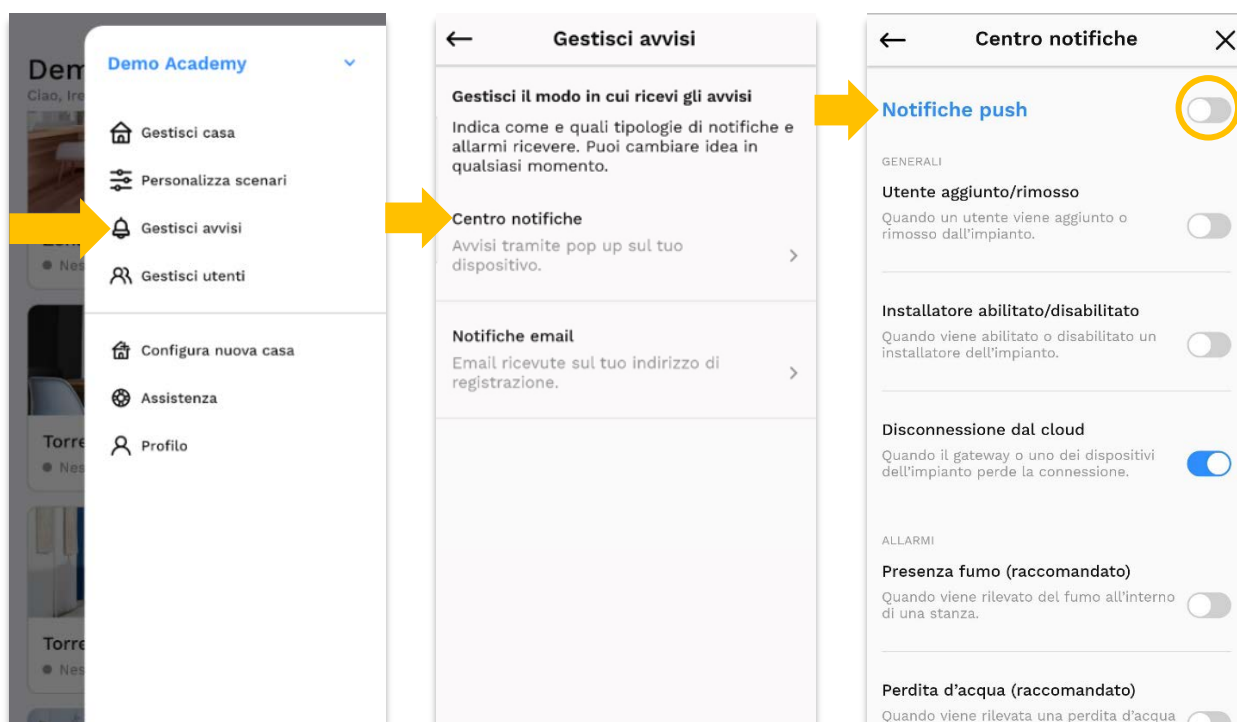 Dem
Ciao, Ire
Nes
Torre
Nes
Torre
Nes
Demo Academy
Gestisci casa
Personalizza scenari
Gestisci avvisi
Gestisci utenti
Configura nuova casa
Assistenza
Profilo
Gestisci avvisi
Gestisci il modo in cui ricevi gli avvisi
Indica come e quali tipologie di notifiche e
allarmi ricevere. Puoi cambiare idea in
qualsiasi momento.
Centro notifiche
Avvisi tramite pop up sul tuo
dispositivo.
Notifiche email
Email ricevute sul tuo indirizzo di
registrazione.
Centro notifiche
Notifiche push
GENERALI
Utente aggiunto/rimosso
Quando un utente viene aggiunto o
rimosso dall'impianto.
Installatore abilitato/disabilitato
Quando viene abilitato o disabilitato un
installatore dell'impianto.
Disconnessione dal cloud
Quando il gateway o uno dei dispositivi
dell'impianto perde la connessione.
ALLARMI
Presenza fumo (raccomandato)
Quando viene rilevato del fumo all'interno
di una stanza.
Perdita d'acqua (raccomandato)
Quando viene rilevata una perdita d'acqua